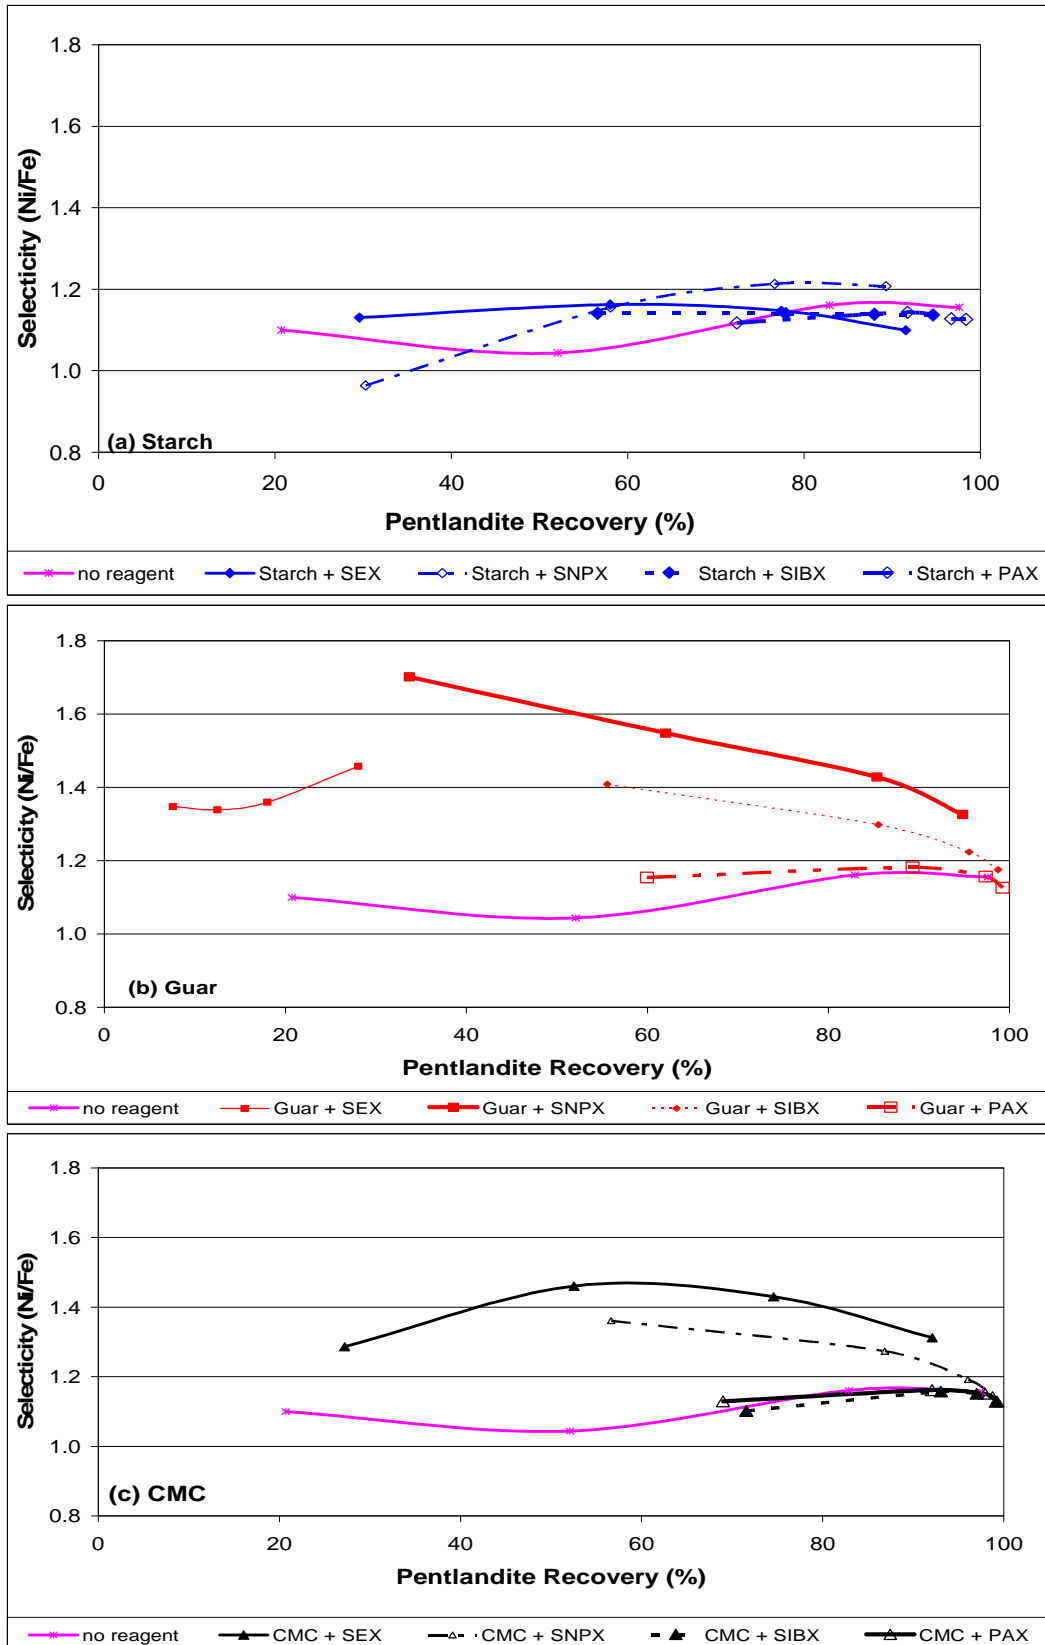 1.8
1.6
1.4
1.2
1.0
0.8
Selecticity (Ni/Fe)
(a) Starch
0 20 40 60 80 100
Pentlandite Recovery (%)
no reagent Starch + SEX Starch + SNPX Starch + SIBX Starch + PAX
1.8
1.6
1.4
1.2
1.0
0.8
Selecticity (Ni/Fe)
(b) Guar
0 20 40 60 80 100
Pentlandite Recovery (%)
no reagent Guar + SEX Guar + SNPX Guar + SIBX Guar + PAX
1.8
1.6
1.4
1.2
1.0
0.8
Selecticity (Ni/Fe)
(c) CMC
0 20 40 60 80 100
Pentlandite Recovery (%)
no reagent CMC + SEX CMC + SNPX CMC + SIBX CMC + PAX